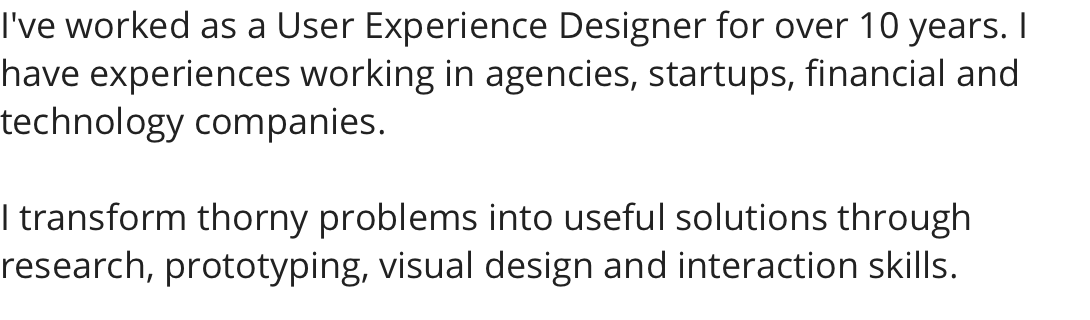 I've worked as a User Experience Designer for over 10 years. I
have experiences working in agencies, startups, financial and
technology companies.
I transform thorny problems into useful solutions through
research, prototyping, visual design and interaction skills.